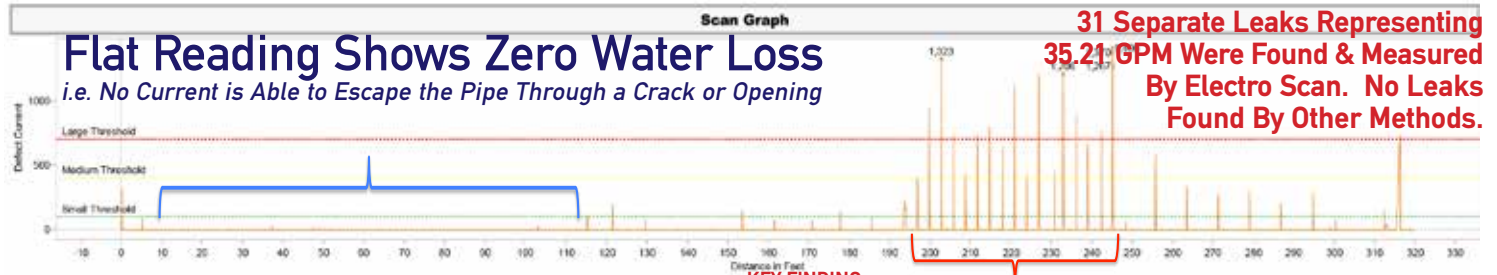 Scan Graph
Flat Reading Shows Zero Water Loss
i.e. No Current is Able to Escape the Pipe Through a Crack or Opening
31 Separate Leaks Representing
35.21 GPM Were Found & Measured
By Electro Scan. No Leaks
Found By Other Methods.
1,323
Defect Current
1000
Large Threshold
500
Medium Threshold
Small Threshold
0
-10 0 10 20 30 40 50 60 70 80 90 100 110 120 130 140 150 160 170 180 190 200 210 220 230 240 250 260 270 280 290 300 310 320 330
Distance in Feet
KEY FINDING